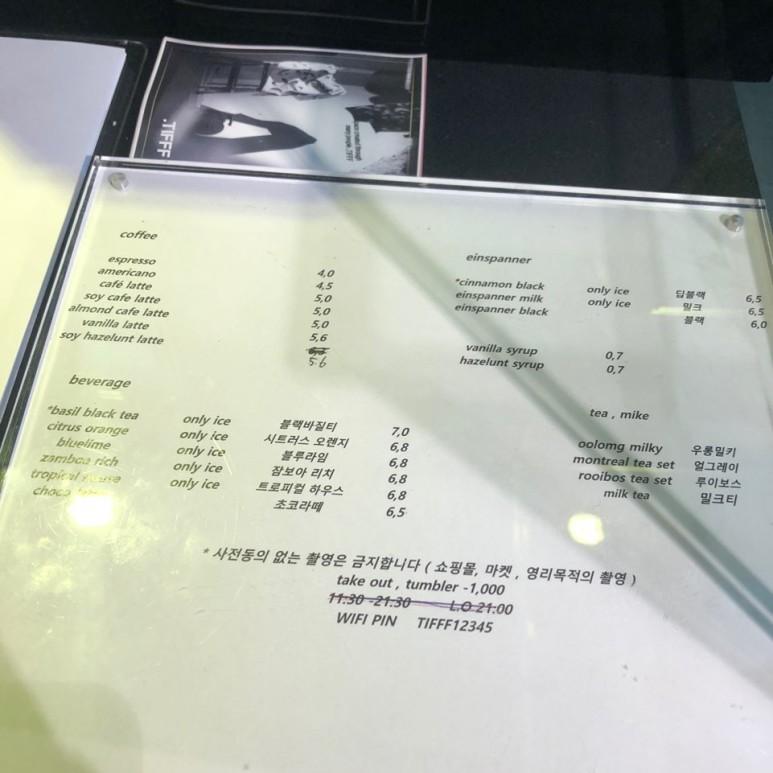 .TIFFF
coffee
espresso 4,0
americano 4,5
café latte 5,0
soy cafe latte 5,0
almond cafe latte 5,0
vanilla latte 5,6
soy hazelunt latte 5.6
einspanner
*cinnamon black only ice 딥블랙 6,5
einspanner milk only ice 밀크 6,5
einspanner black 블랙 6,0
vanilla syrup 0,7
hazelunt syrup 0,7
beverage
*basil black tea only ice 블랙바질티 7,0
citrus orange only ice 시트러스 오렌지 6,8
bluelime only ice 블루라임 6,8
zamboa rich only ice 잠보아 리치 6,8
tropical house only ice 트로피컬 하우스 6,8
choco latte 초코라떼 6,5
tea , mike
oolomg milky 우롱밀키
montreal tea set 얼그레이
rooibos tea set 루이보스
milk tea 밀크티
* 사전동의 없는 촬영은 금지합니다 ( 쇼핑몰, 마켓 , 영리목적의 촬영 )
take out , tumbler -1,000
11:30 -21:30 L.O 21:00
WIFI PIN TIFFF12345